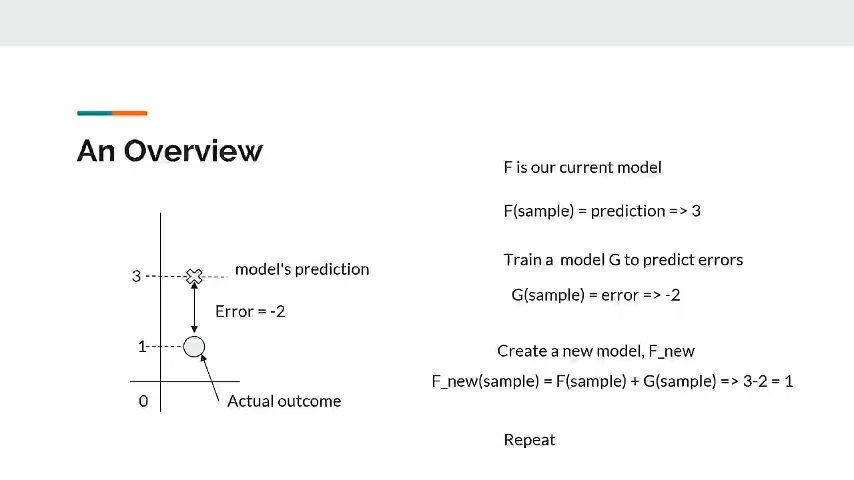 An Overview
3
model's prediction
Error = -2
1
0
Actual outcome
F is our current model
F(sample) = prediction => 3
Train a model G to predict errors
G(sample) = error => -2
Create a new model, F_new
F_new(sample) = F(sample) + G(sample) => 3-2 = 1
Repeat